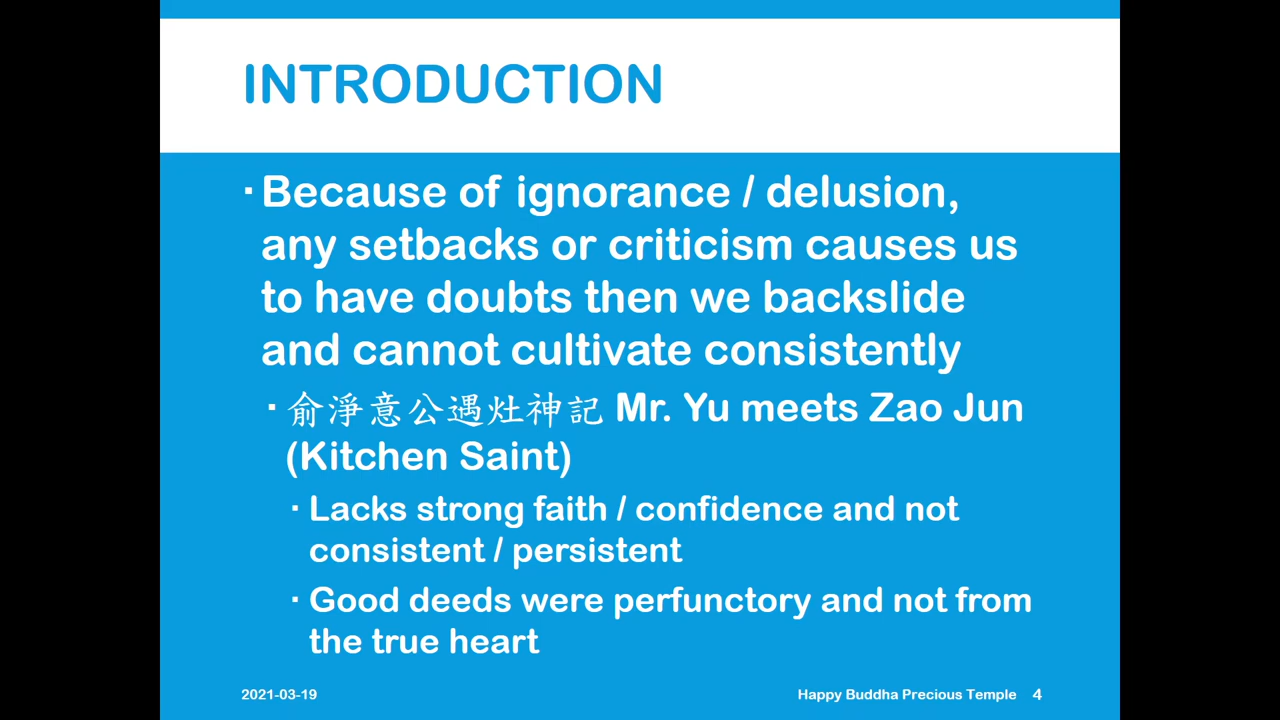 INTRODUCTION
▪ Because of ignorance / delusion,
any setbacks or criticism causes us
to have doubts then we backslide
and cannot cultivate consistently
▪ 俞淨意公遇灶神記 Mr. Yu meets Zao Jun
(Kitchen Saint)
▪ Lacks strong faith / confidence and not
consistent / persistent
▪ Good deeds were perfunctory and not from
the true heart
2021-03-19 Happy Buddha Precious Temple 4